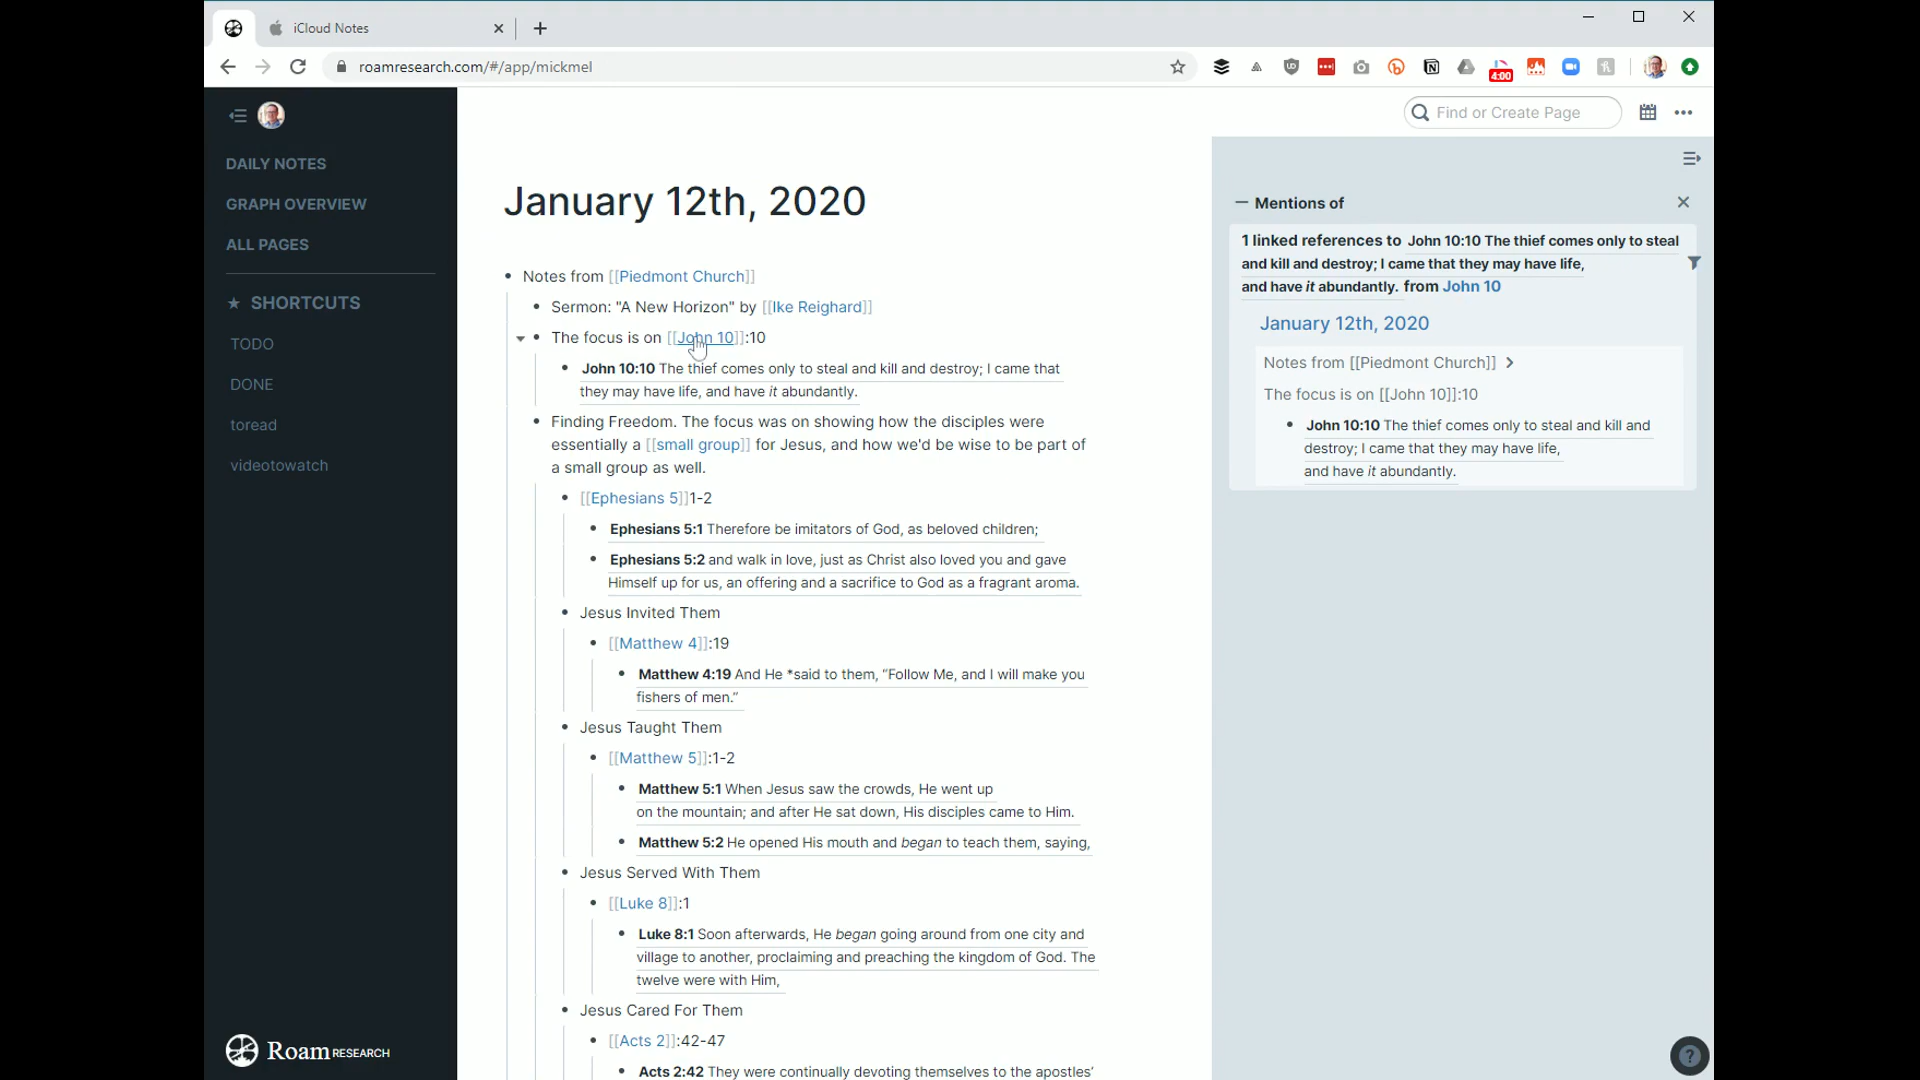 iCloud Notes
roamresearch.com/#/app/mickmel
4:00
Find or Create Page
DAILY NOTES
GRAPH OVERVIEW
ALL PAGES
★ SHORTCUTS
TODO
DONE
toread
videotowatch
Roam RESEARCH
January 12th, 2020
Notes from [[Piedmont Church]]
Sermon: "A New Horizon" by [[Ike Reighard]]
The focus is on [[John 10]]:10
John 10:10 The thief comes only to steal and kill and destroy; I came that
they may have life, and have it abundantly.
Finding Freedom. The focus was on showing how the disciples were
essentially a [[small group]] for Jesus, and how we'd be wise to be part of
a small group as well.
[[Ephesians 5]]1-2
Ephesians 5:1 Therefore be imitators of God, as beloved children;
Ephesians 5:2 and walk in love, just as Christ also loved you and gave
Himself up for us, an offering and a sacrifice to God as a fragrant aroma.
Jesus Invited Them
[[Matthew 4]]:19
Matthew 4:19 And He *said to them, “Follow Me, and I will make you
fishers of men.”
Jesus Taught Them
[[Matthew 5]]:1-2
Matthew 5:1 When Jesus saw the crowds, He went up
on the mountain; and after He sat down, His disciples came to Him.
Matthew 5:2 He opened His mouth and began to teach them, saying,
Jesus Served With Them
[[Luke 8]]:1
Luke 8:1 Soon afterwards, He began going around from one city and
village to another, proclaiming and preaching the kingdom of God. The
twelve were with Him,
Jesus Cared For Them
[[Acts 2]]:42-47
Acts 2:42 They were continually devoting themselves to the apostles’
Mentions of
1 linked references to John 10:10 The thief comes only to steal
and kill and destroy; I came that they may have life,
and have it abundantly. from John 10
January 12th, 2020
Notes from [[Piedmont Church]]
The focus is on [[John 10]]:10
John 10:10 The thief comes only to steal and kill and
destroy; I came that they may have life,
and have it abundantly.
?